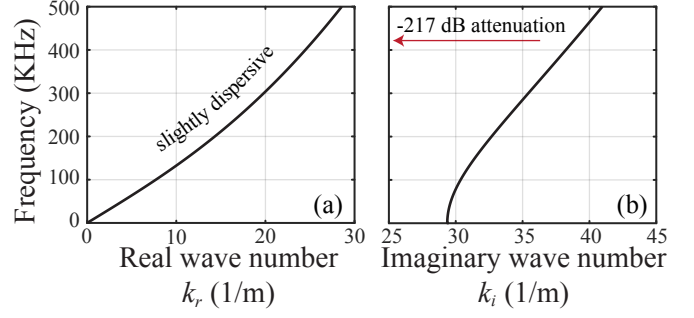 Frequency (KHz)
500
400
300
200
100
0
slightly dispersive
(a)
0
10
20
30
Real wave number
k_r (1/m)
-217 dB attenuation
(b)
25
30
35
40
45
Imaginary wave number
k_i (1/m)